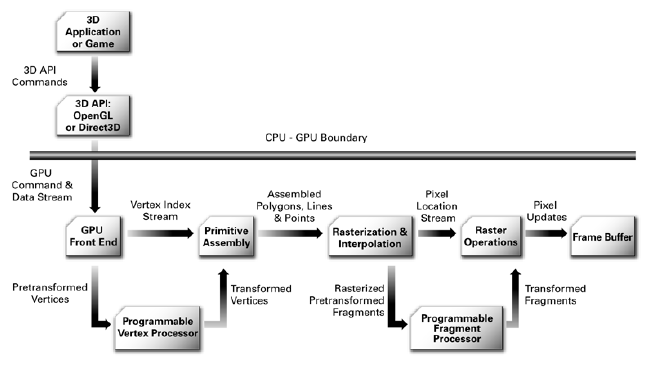 3D
Application
or Game
3D API
Commands
3D API:
OpenGL
or Direct3D
CPU - GPU Boundary
GPU
Command &
Data Stream
GPU
Front End
Vertex Index
Stream
Primitive
Assembly
Assembled
Polygons, Lines
& Points
Rasterization &
Interpolation
Pixel
Location
Stream
Raster
Operations
Pixel
Updates
Frame Buffer
Pretransformed
Vertices
Programmable
Vertex Processor
Transformed
Vertices
Rasterized
Pretransformed
Fragments
Programmable
Fragment
Processor
Transformed
Fragments